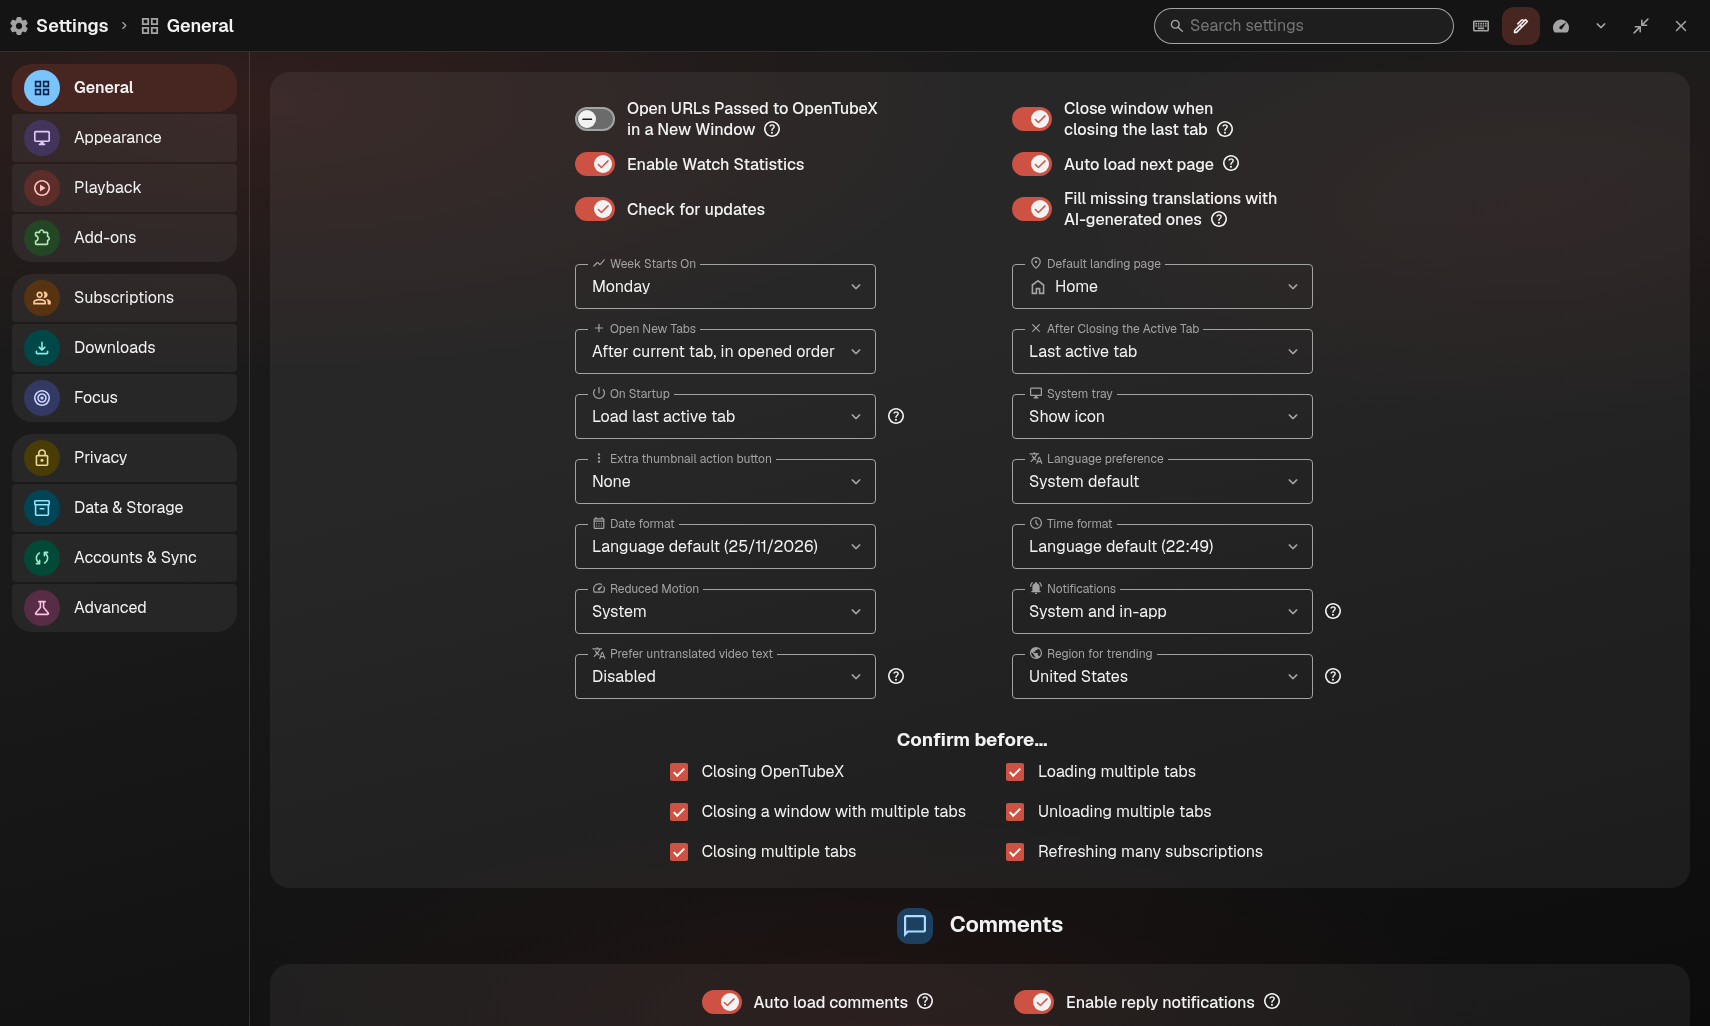 Settings › General
Search settings
General
Appearance
Playback
Add-ons
Subscriptions
Downloads
Focus
Privacy
Data & Storage
Accounts & Sync
Advanced
Open URLs Passed to OpenTubeX
in a New Window
Close window when
closing the last tab
Enable Watch Statistics
Auto load next page
Check for updates
Fill missing translations with
AI-generated ones
Week Starts On
Monday
Default landing page
Home
Open New Tabs
After current tab, in opened order
After Closing the Active Tab
Last active tab
On Startup
Load last active tab
System tray
Show icon
Extra thumbnail action button
None
Language preference
System default
Date format
Language default (25/11/2026)
Time format
Language default (22:49)
Reduced Motion
System
Notifications
System and in-app
Prefer untranslated video text
Disabled
Region for trending
United States
Confirm before...
Closing OpenTubeX
Loading multiple tabs
Closing a window with multiple tabs
Unloading multiple tabs
Closing multiple tabs
Refreshing many subscriptions
Comments
Auto load comments
Enable reply notifications